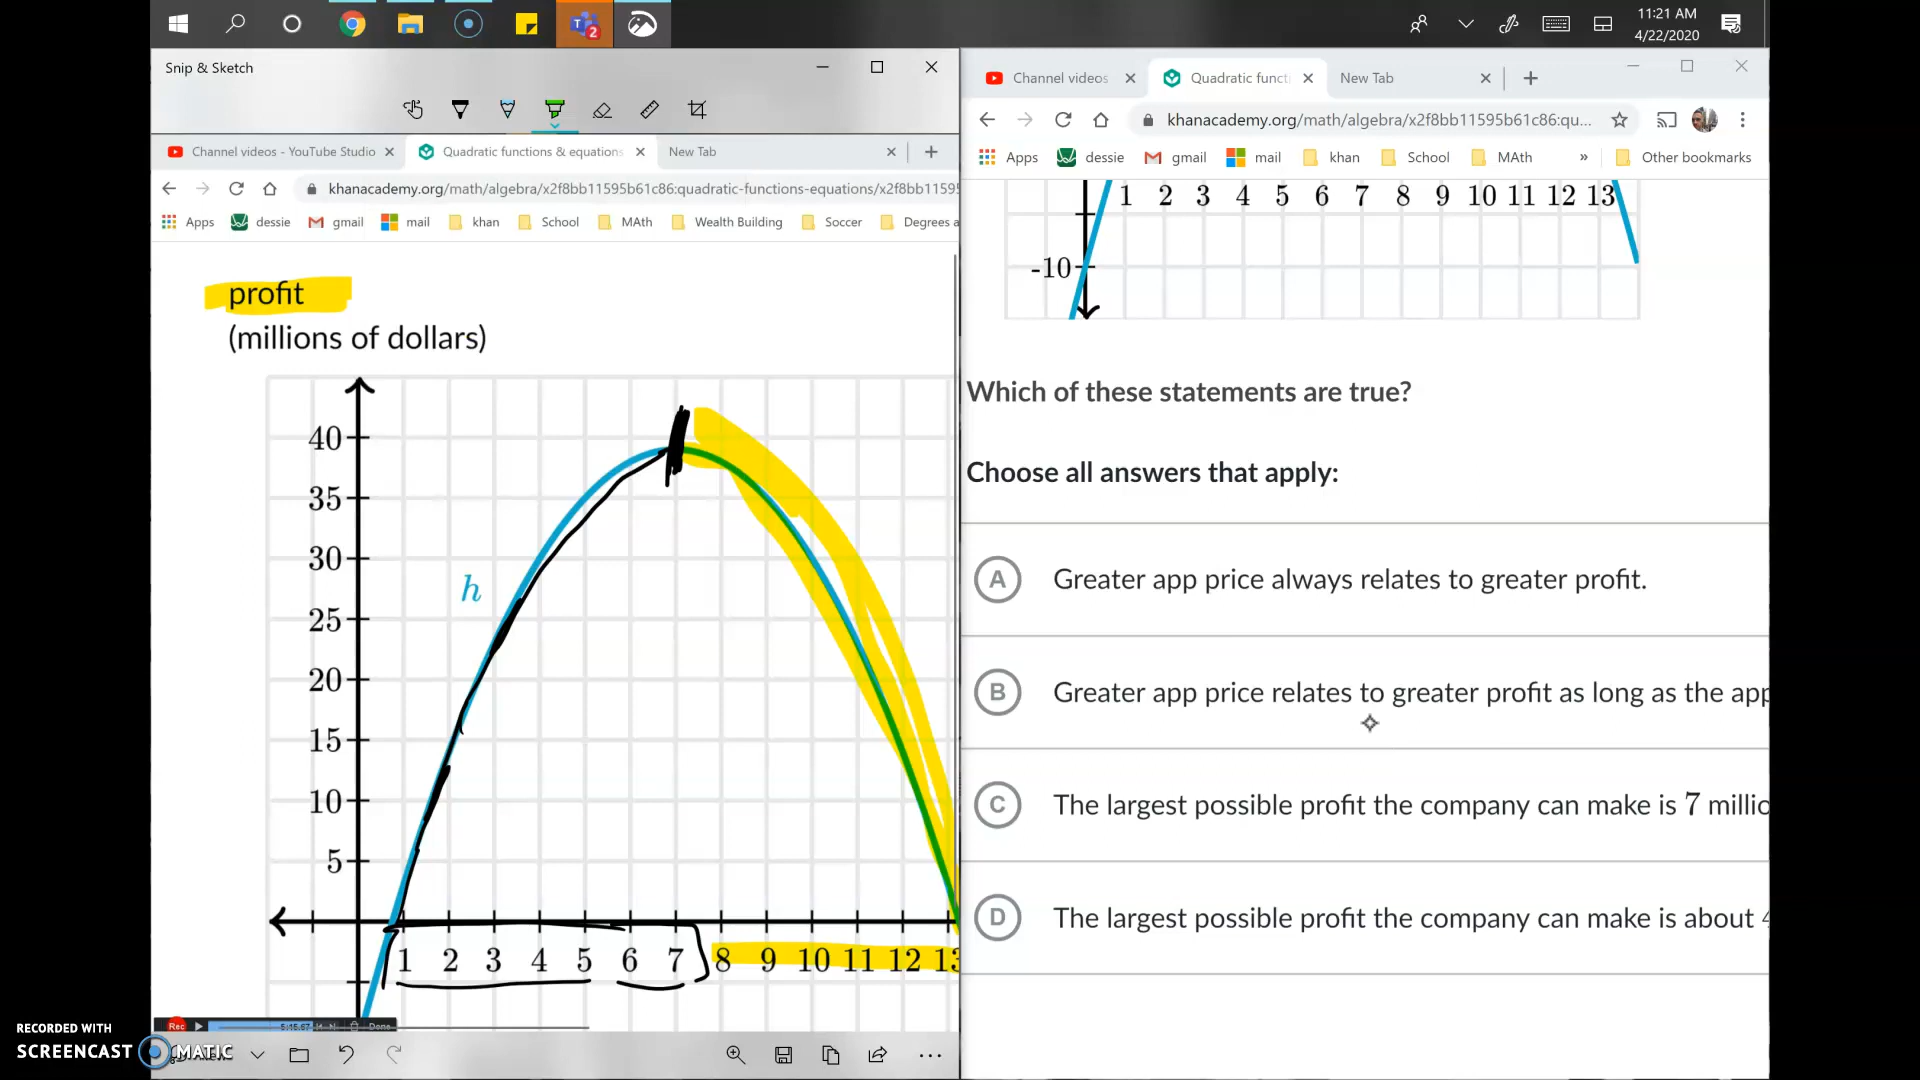 11:21 AM
4/22/2020
2
Snip & Sketch
Channel videos - YouTube Studio
Quadratic functions & equations
New Tab
khanacademy.org/math/algebra/x2f8bb11595b61c86:quadratic-functions-equations/x2f8bb1159
Apps
dessie
gmail
mail
khan
School
MAth
Wealth Building
Soccer
Degrees a
profit
(millions of dollars)
40
35
30
25
20
15
10
5
h
1 2 3 4 5 6 7 8 9 10 11 12 13
Rec
Done
RECORDED WITH
SCREENCAST MATIC
Channel videos
Quadratic functi
New Tab
khanacademy.org/math/algebra/x2f8bb11595b61c86:qu...
Apps
dessie
gmail
mail
khan
School
MAth
»
Other bookmarks
1 2 3 4 5 6 7 8 9 10 11 12 13
-10
Which of these statements are true?
Choose all answers that apply:
A Greater app price always relates to greater profit.
B Greater app price relates to greater profit as long as the app
C The largest possible profit the company can make is 7 millio
D The largest possible profit the company can make is about